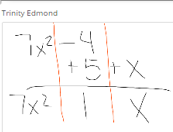 Trinity Edmond
7x² - 4
+ 5 + x
7x² 1 x